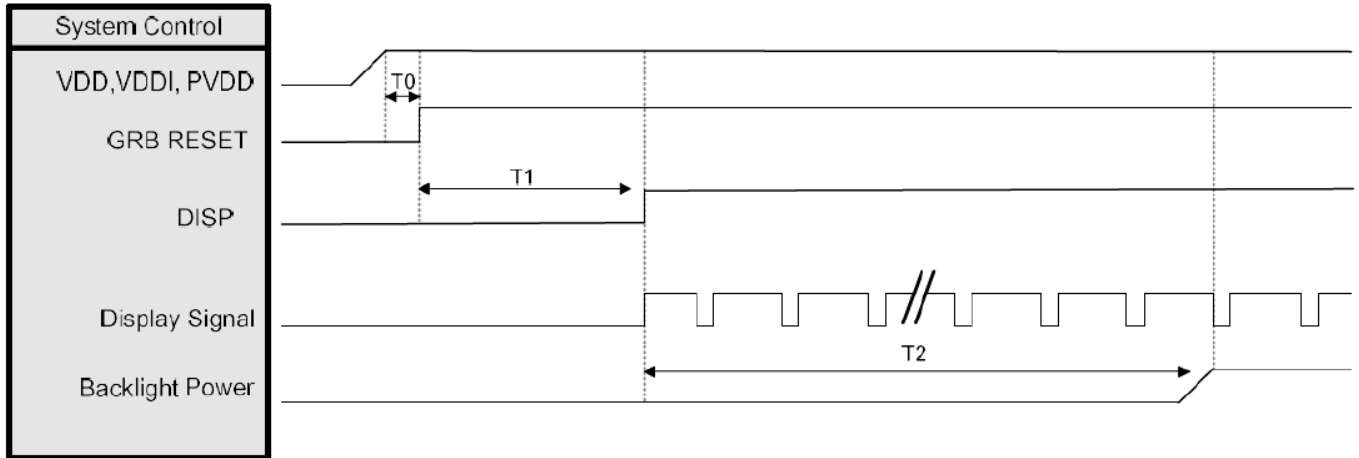 System Control
VDD,VDDI, PVDD
T0
GRB RESET
T1
DISP
Display Signal
T2
Backlight Power